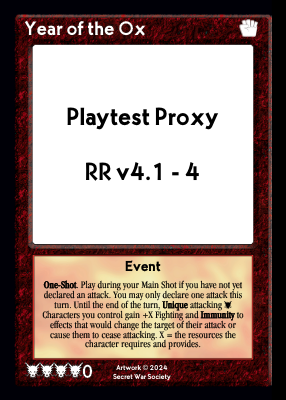 Year of the Ox
Playtest Proxy
RR v4.1 - 4
Event
One-Shot. Play during your Main Shot if you have not yet
declared an attack. You may only declare one attack this
turn. Until the end of the turn, Unique attacking
Characters you control gain +X Fighting and Immunity to
effects that would change the target of their attack or
cause them to cease attacking. X = the resources the
character requires and provides.
0
Artwork © 2024
Secret War Society